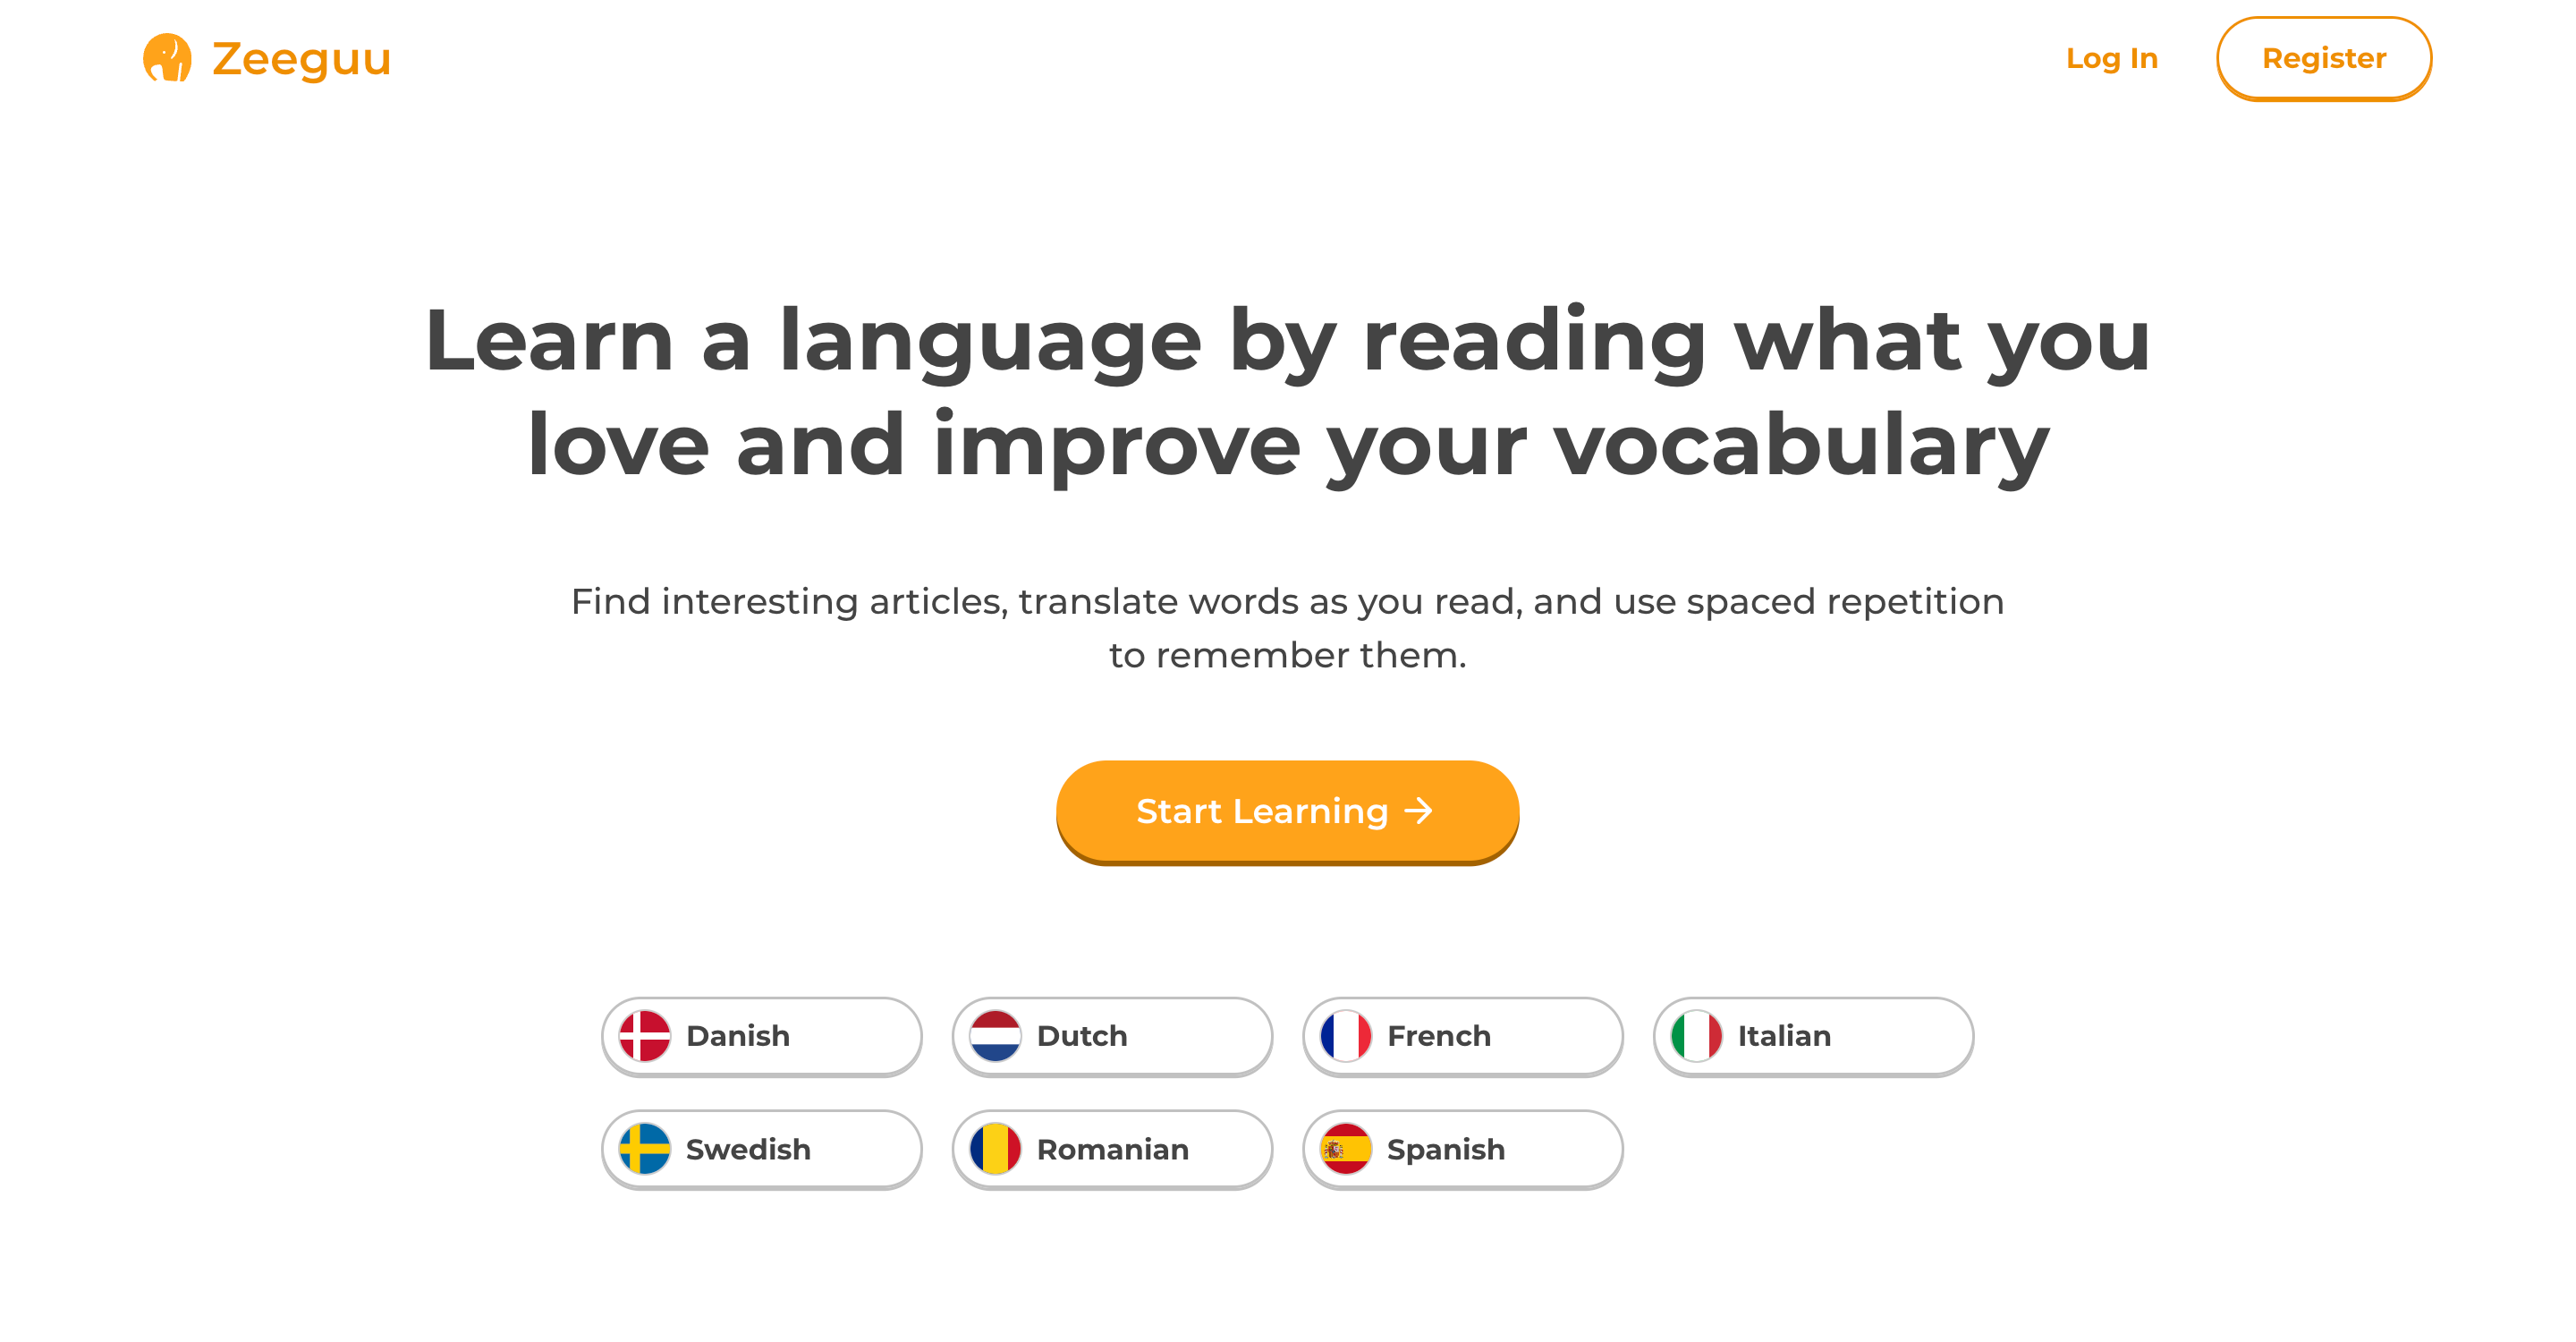 Zeeguu
Log In
Register
Learn a language by reading what you
love and improve your vocabulary
Find interesting articles, translate words as you read, and use spaced repetition
to remember them.
Start Learning
Danish
Dutch
French
Italian
Swedish
Romanian
Spanish